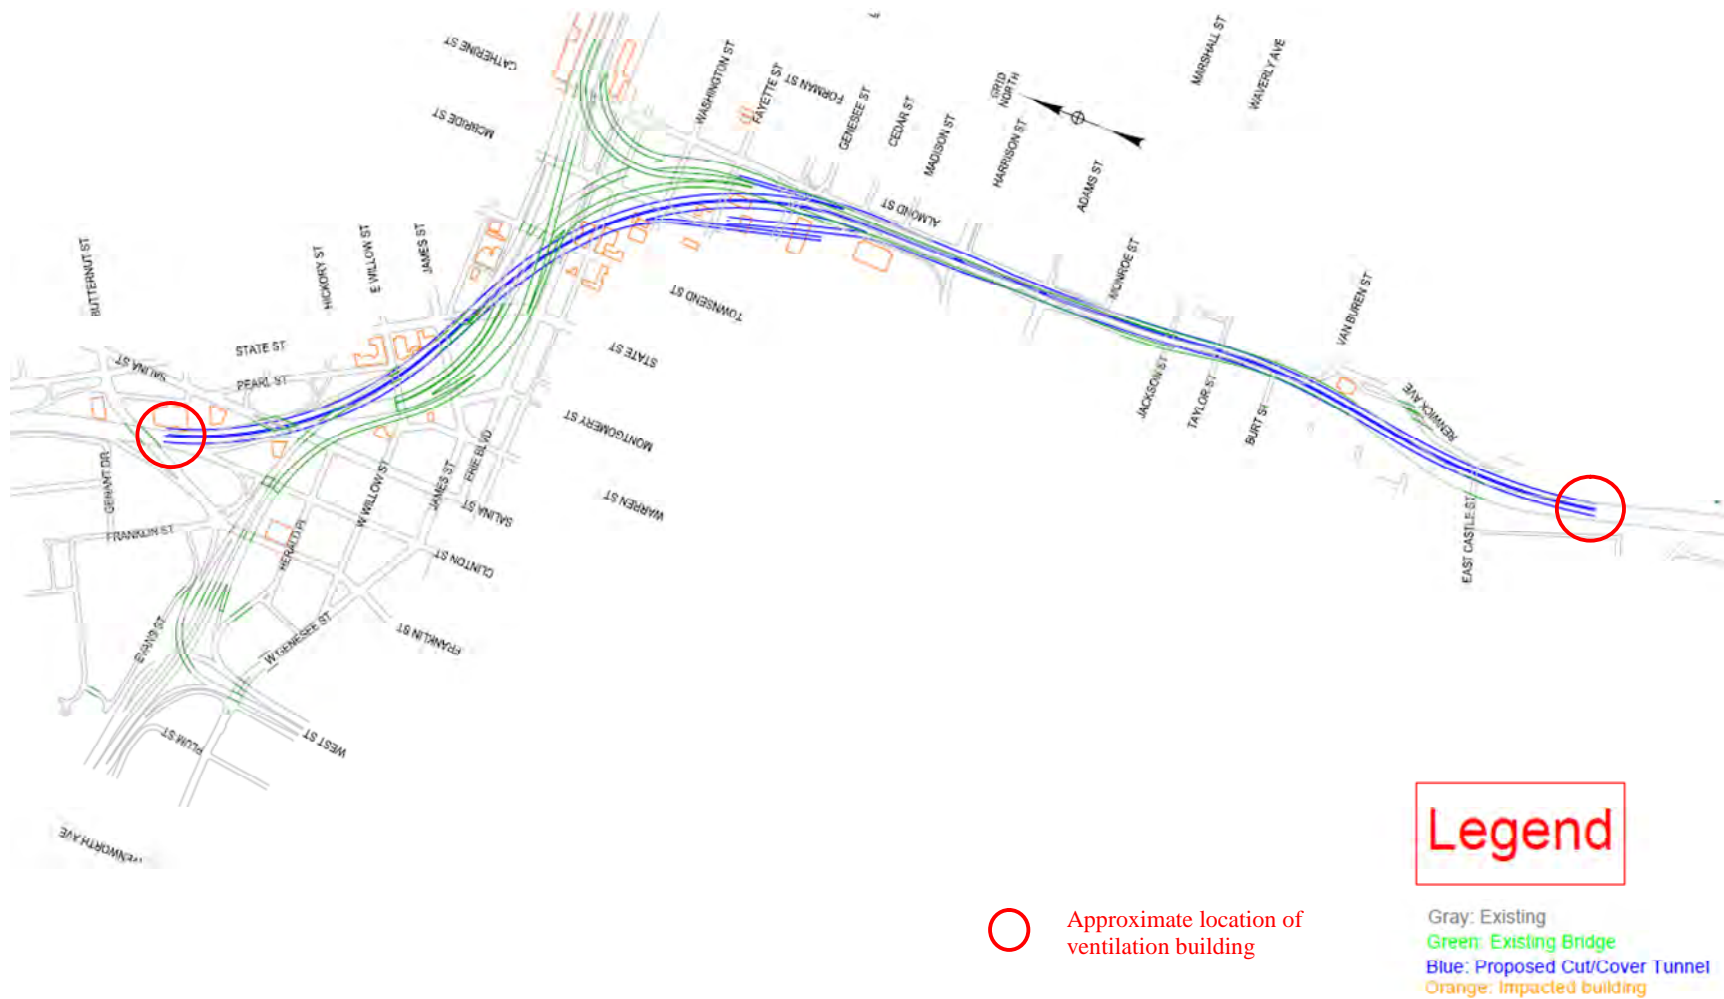 CATHERINE ST
MCBRIDE ST
WASHINGTON ST
FAYETTE ST
FORMAN ST
GENESEE ST
CEDAR ST
MADISON ST
GRID
NORTH
HARRISON ST
ADAMS ST
MARSHALL ST
WAVERLY AVE
ALMOND ST
BUTTERNUT ST
HICKORY ST
E WILLOW ST
JAMES ST
TOWNSEND ST
MONROE ST
VAN BUREN ST
STATE ST
SALINA ST
PEARL ST
STATE ST
JACKSON ST
TAYLOR ST
BURT ST
RENWICK AVE
MONTGOMERY ST
GENANT DR
W WILLOW ST
JAMES ST
ERIE BLVD
SALINA ST
WARREN ST
EAST CASTLE ST
FRANKLIN ST
HERALD PL
CLINTON ST
EVANS ST
W GENESEE ST
FRANKLIN ST
PLUM ST
WEST ST
Legend
Approximate location of
ventilation building
Gray: Existing
Green: Existing Bridge
Blue: Proposed Cut/Cover Tunnel
Orange: Impacted building